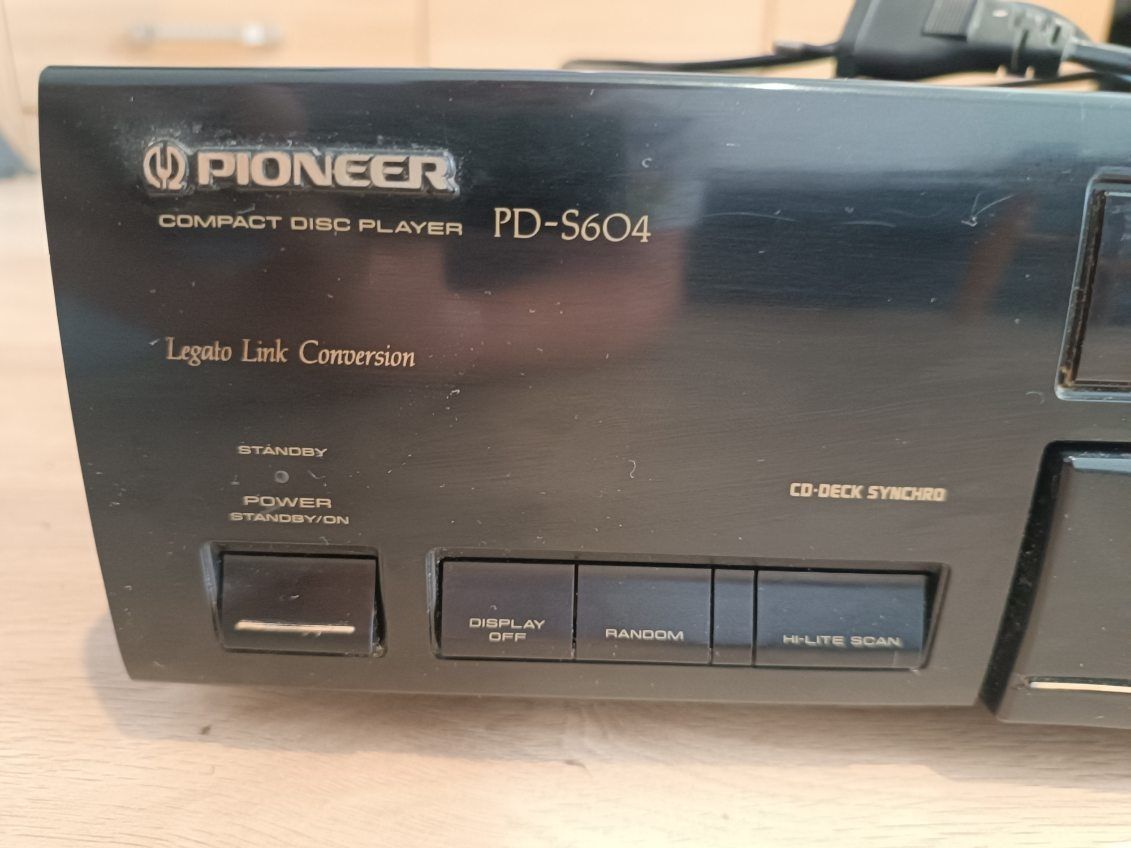 PIONEER
COMPACT DISC PLAYER PD-S604
Legato Link Conversion
STANDBY
POWER
STANDBY/ON
CD·DECK SYNCHRO
DISPLAY
OFF
RANDOM
HI-LITE SCAN